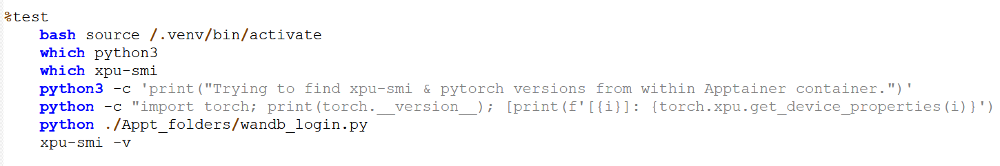 %test
bash source /.venv/bin/activate
which python3
which xpu-smi
python3 -c 'print("Trying to find xpu-smi & pytorch versions from within Apptainer container.")'
python -c "import torch; print(torch.__version__); [print(f'[{i}]: {torch.xpu.get_device_properties(i)}')
python ./Appt_folders/wandb_login.py
xpu-smi -v